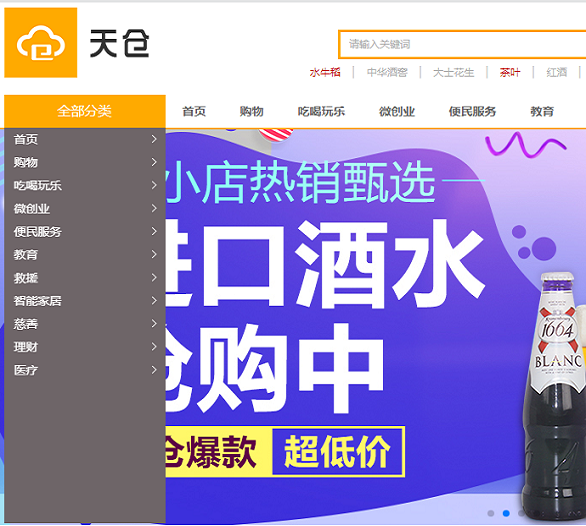 仓
天仓
请输入关键词
水牛稻 | 中华酒窖 | 大士花生 | 茶叶 | 红酒 |
全部分类 首页 购物 吃喝玩乐 微创业 便民服务 教育
首页
购物
吃喝玩乐
微创业
便民服务
教育
救援
智能家居
慈善
理财
医疗
小店热销甄选
进口酒水
抢购中
仓爆款 超低价
1664
BLANC